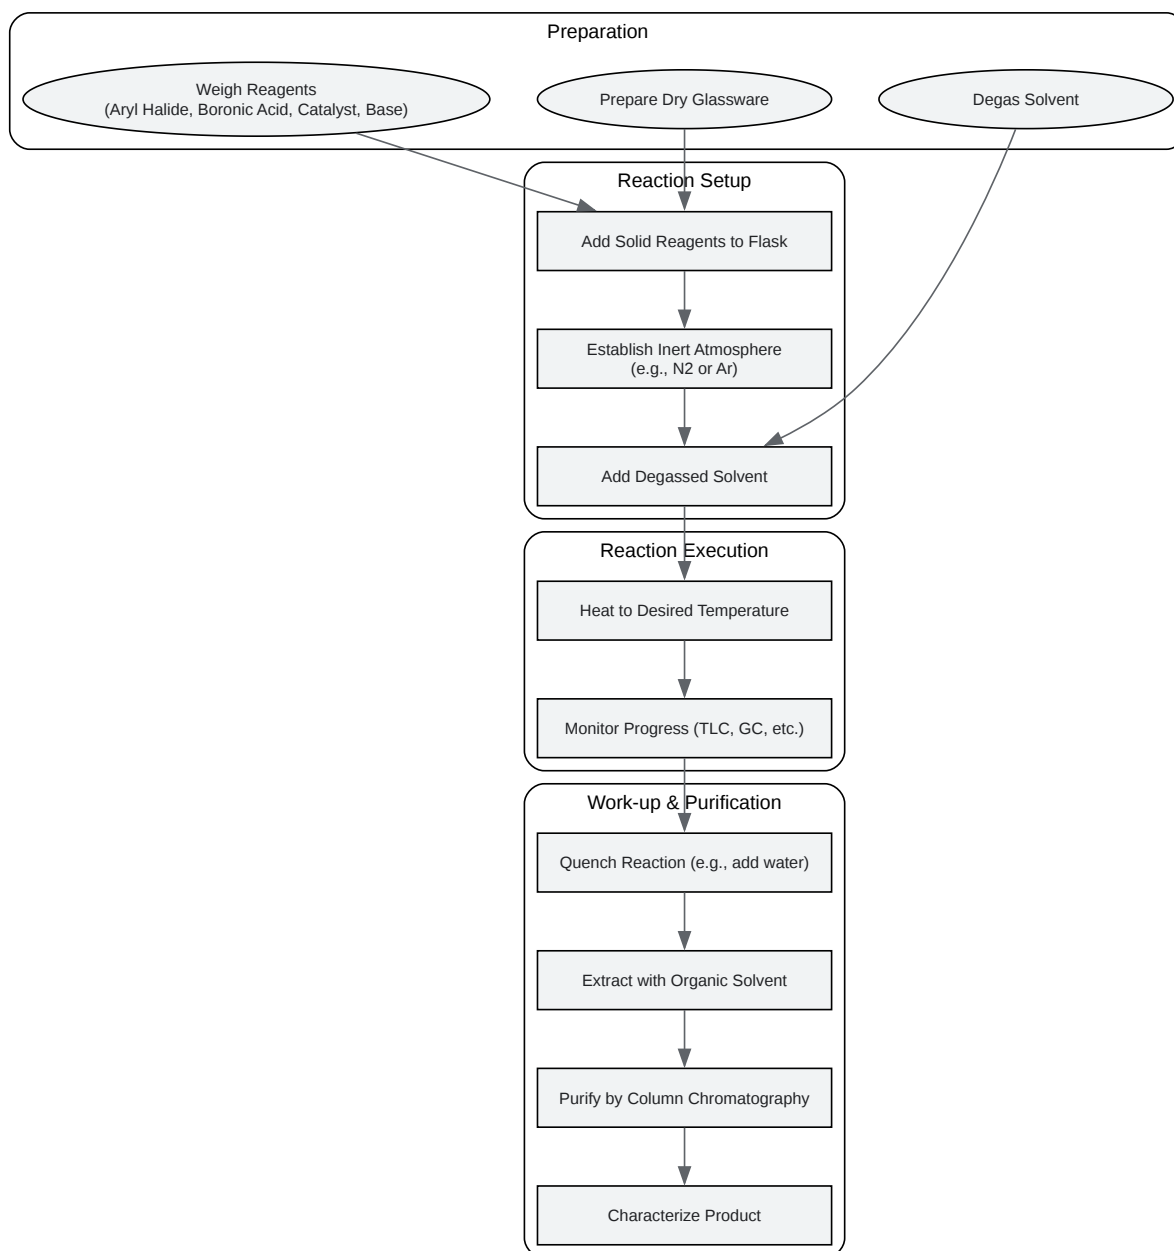 Preparation
Weigh Reagents
(Aryl Halide, Boronic Acid, Catalyst, Base)
Prepare Dry Glassware
Degas Solvent
Reaction Setup
Add Solid Reagents to Flask
Establish Inert Atmosphere
(e.g., N2 or Ar)
Add Degassed Solvent
Reaction Execution
Heat to Desired Temperature
Monitor Progress (TLC, GC, etc.)
Work-up & Purification
Quench Reaction (e.g., add water)
Extract with Organic Solvent
Purify by Column Chromatography
Characterize Product